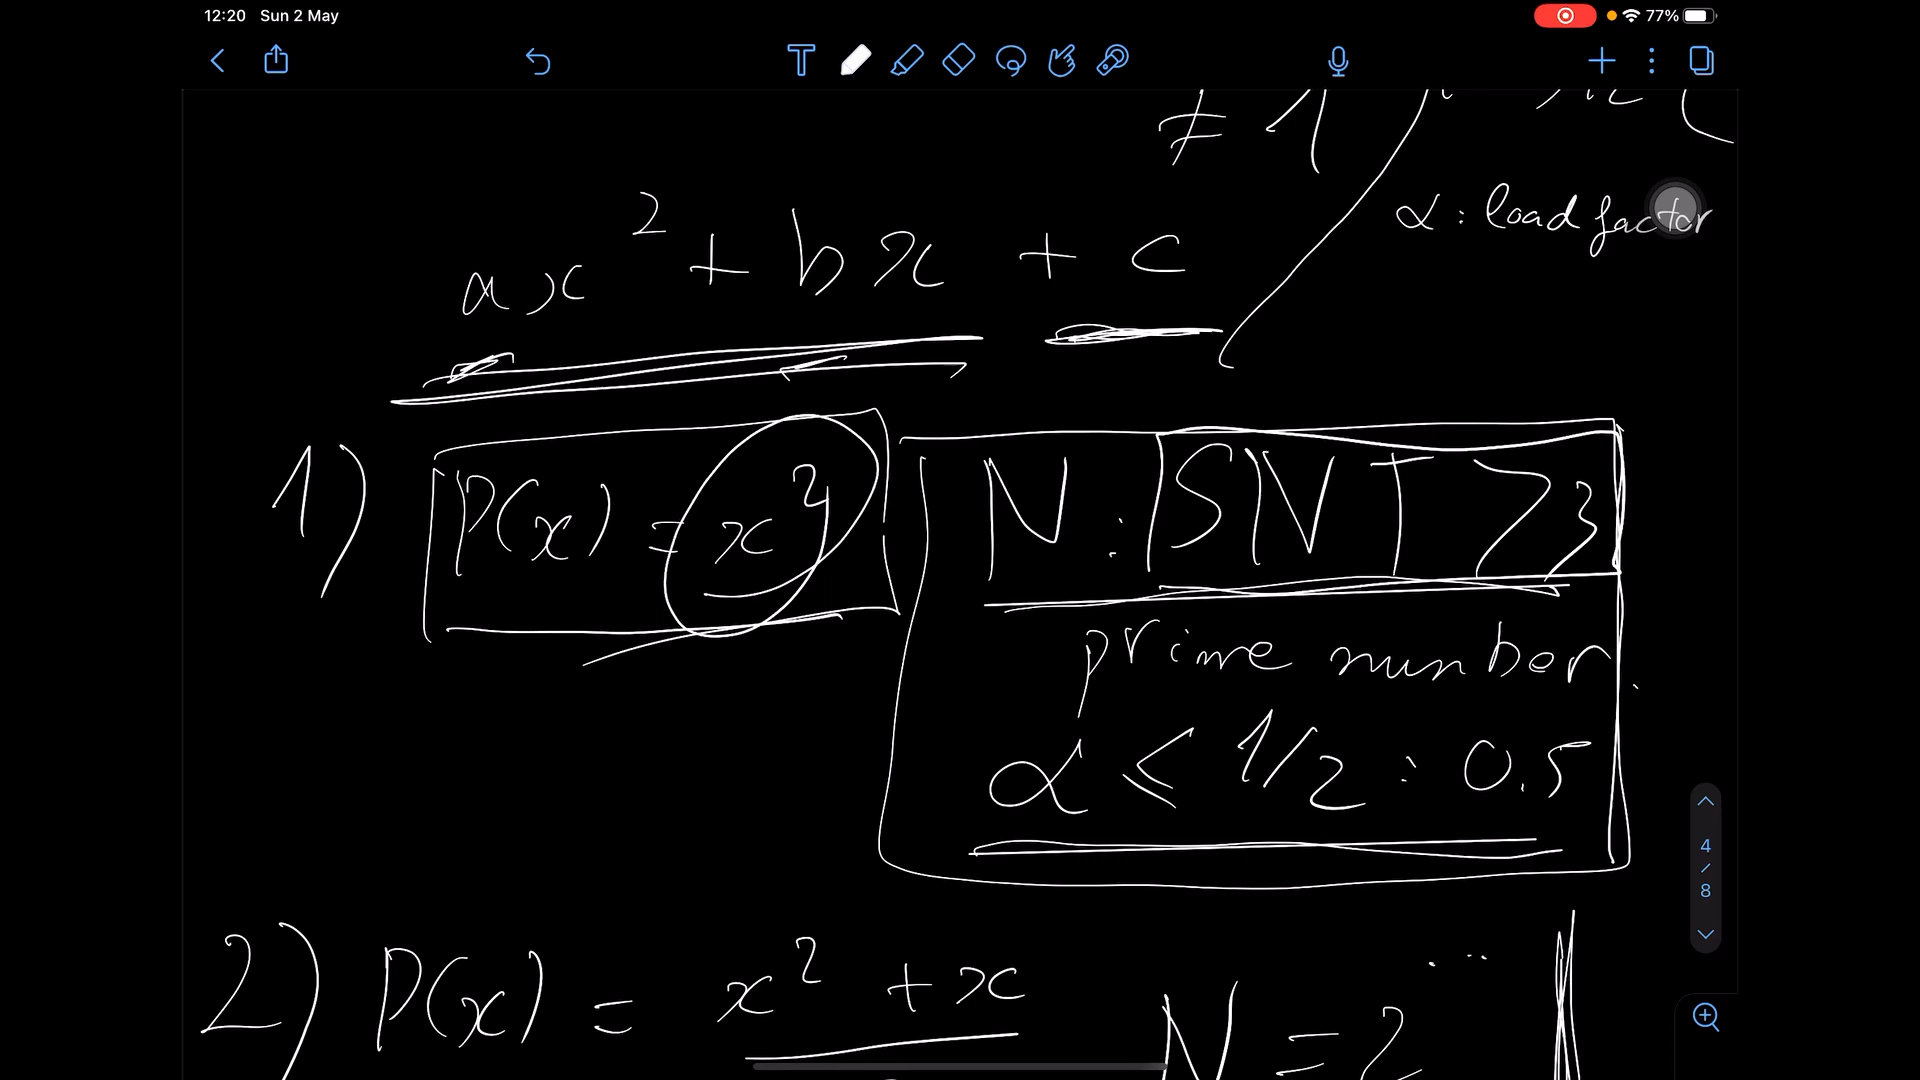 12:20 Sun 2 May
77%
T
≠ 1
α : load factor
ax² + bx + c
1) P(x) = x²
N : SNT > 3
prime number
α < 1/2 : 0.5
4
/
8
2) P(x) = x² + x
N = 2